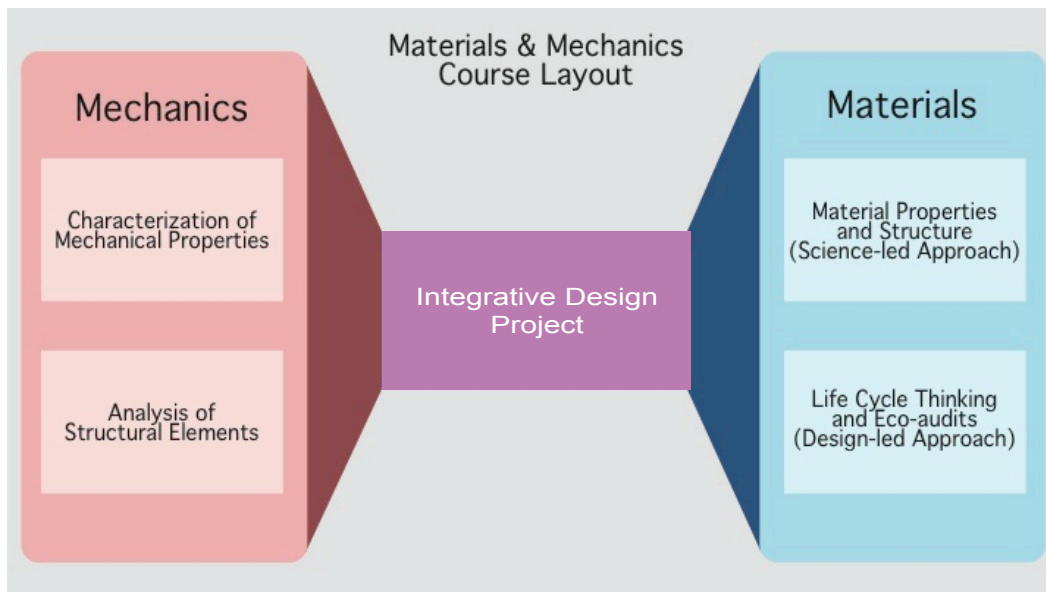 Materials & Mechanics
Course Layout
Mechanics
Characterization of
Mechanical Properties
Analysis of
Structural Elements
Integrative Design
Project
Materials
Material Properties
and Structure
(Science-led Approach)
Life Cycle Thinking
and Eco-audits
(Design-led Approach)